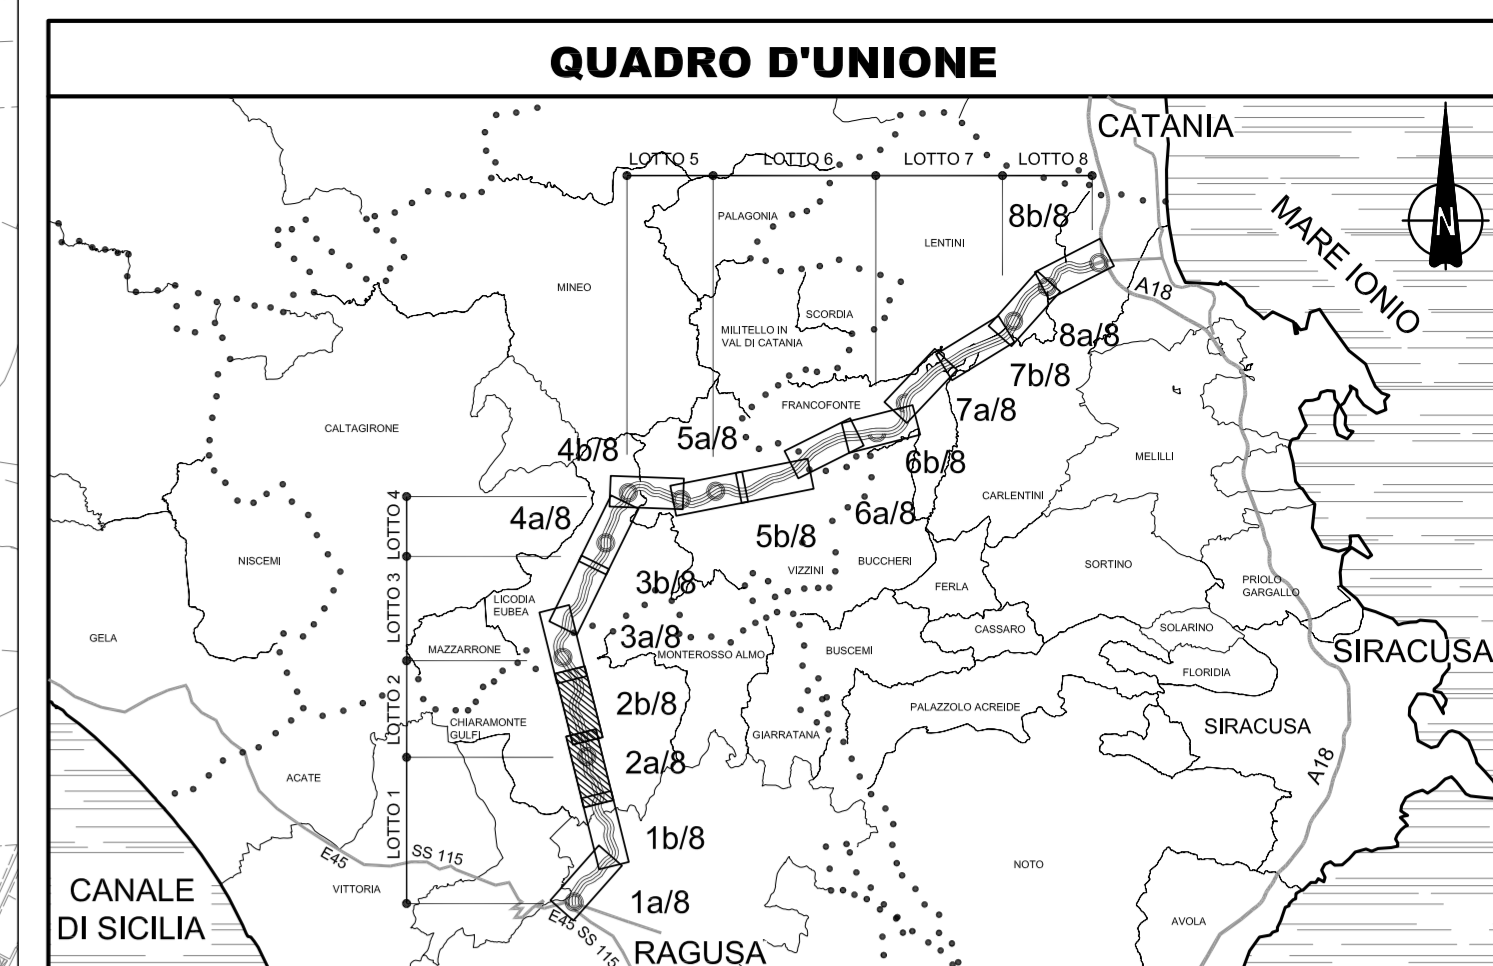 QUADRO D'UNIONE
CATANIA
LOTTO 5
LOTTO 6
LOTTO 7
LOTTO 8
N
MARE IONIO
PALAGONIA
8b/8
LENTINI
MINEO
A18
SCORDIA
MILITELLO IN
VAL DI CATANIA
8a/8
7b/8
FRANCOFONTE
7a/8
CALTAGIRONE
4b/8
5a/8
6b/8
MELILLI
CARLENTINI
LOTTO 4
4a/8
6a/8
5b/8
NISCEMI
BUCCHERI
VIZZINI
SORTINO
FERLA
PRIOLO
GARGALLO
LOTTO 3
3b/8
LICODIA
EUBEA
GELA
3a/8
CASSARO
SOLARINO
MAZZARRONE
MONTEROSSO ALMO
BUSCEMI
SIRACUSA
FLORIDIA
LOTTO 2
2b/8
PALAZZOLO ACREIDE
CHIARAMONTE
GULFI
GIARRATANA
SIRACUSA
2a/8
A18
ACATE
LOTTO 1
1b/8
E45
SS 115
NOTO
VITTORIA
CANALE
DI SICILIA
1a/8
E45 SS 115
AVOLA
RAGUSA